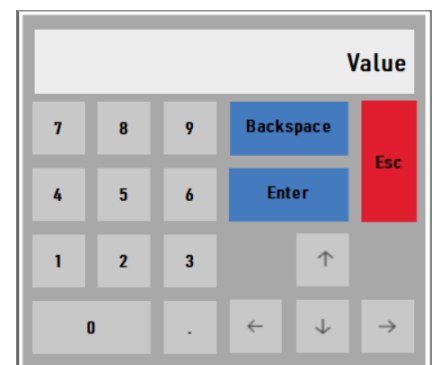 Value
7 8 9 Backspace
Esc
4 5 6 Enter
1 2 3 ↑
0 . ← ↓ →